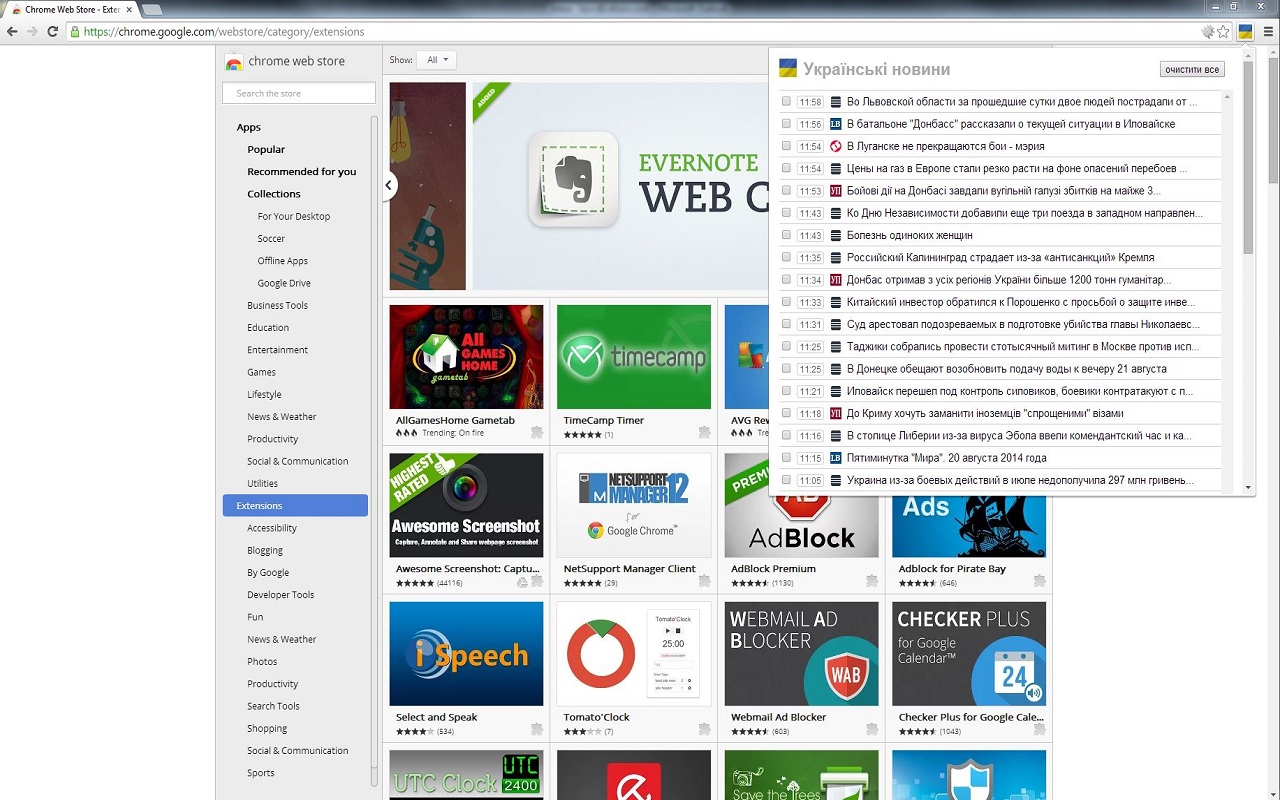 Chrome Web Store - Exter
https://chrome.google.com/webstore/category/extensions
chrome web store
Search the store
Apps
Popular
Recommended for you
Collections
For Your Desktop
Soccer
Offline Apps
Google Drive
Business Tools
Education
Entertainment
Games
Lifestyle
News & Weather
Productivity
Social & Communication
Utilities
Extensions
Accessibility
Blogging
By Google
Developer Tools
Fun
News & Weather
Photos
Productivity
Search Tools
Shopping
Social & Communication
Sports
Show: All
ADDED
EVERNOTE
WEB C
Українські новини
очистити все
11:58 Во Львовской области за прошедшие сутки двое людей пострадали от ...
11:56 LB В батальоне "Донбасс" рассказали о текущей ситуации в Иловайске
11:54 В Луганске не прекращаются бои - мэрия
11:54 Цены на газ в Европе стали резко расти на фоне опасений перебоев ...
11:53 УП Бойові дії на Донбасі завдали вугільній галузі збитків на майже 3...
11:43 Ко Дню Независимости добавили еще три поезда в западном направлен...
11:43 Болезнь одиноких женщин
11:35 Российский Калининград страдает из-за «антисанкций» Кремля
11:34 УП Донбас отримав з усіх регіонів України більше 1200 тонн гуманітар...
11:33 Китайский инвестор обратился к Порошенко с просьбой о защите инве...
11:31 Суд арестовал подозреваемых в подготовке убийства главы Николаевс...
11:25 Таджики собрались провести стотысячный митинг в Москве против исп...
11:25 В Донецке обещают возобновить подачу воды к вечеру 21 августа
11:21 Иловайск перешел под контроль силовиков, боевики контратакуют с п...
11:18 УП До Криму хочуть заманити іноземців "спрощеними" візами
11:16 В столице Либерии из-за вируса Эбола ввели комендантский час и ка...
11:15 LB Пятиминутка "Мира". 20 августа 2014 года
11:05 Украина из-за боевых действий в июле недополучила 297 млн гривень...
All GAMES HOME
gametab
AllGamesHome Gametab
Trending: On fire
timecamp
TimeCamp Timer
(1)
AVG Rew
Tre
HIGHEST RATED
Awesome Screenshot
Capture, Annotate and Share webpage screenshot
Awesome Screenshot: Captu...
(44116)
NETSUPPORT
MANAGER 12
for
Google Chrome™
NetSupport Manager Client
(29)
PREM
AD
AdBlock
AdBlock Premium
(1130)
Ads
Adblock for Pirate Bay
(646)
i Speech
Select and Speak
(534)
Tomato'Clock
25:00
Tomato'Clock
(7)
WEBMAIL AD
BLOCKER
WAB
Webmail Ad Blocker
(603)
CHECKER PLUS
for Google
Calendar™
24
Checker Plus for Google Cale...
(1043)
UTC Clock
UTC
2400
Save the Trees